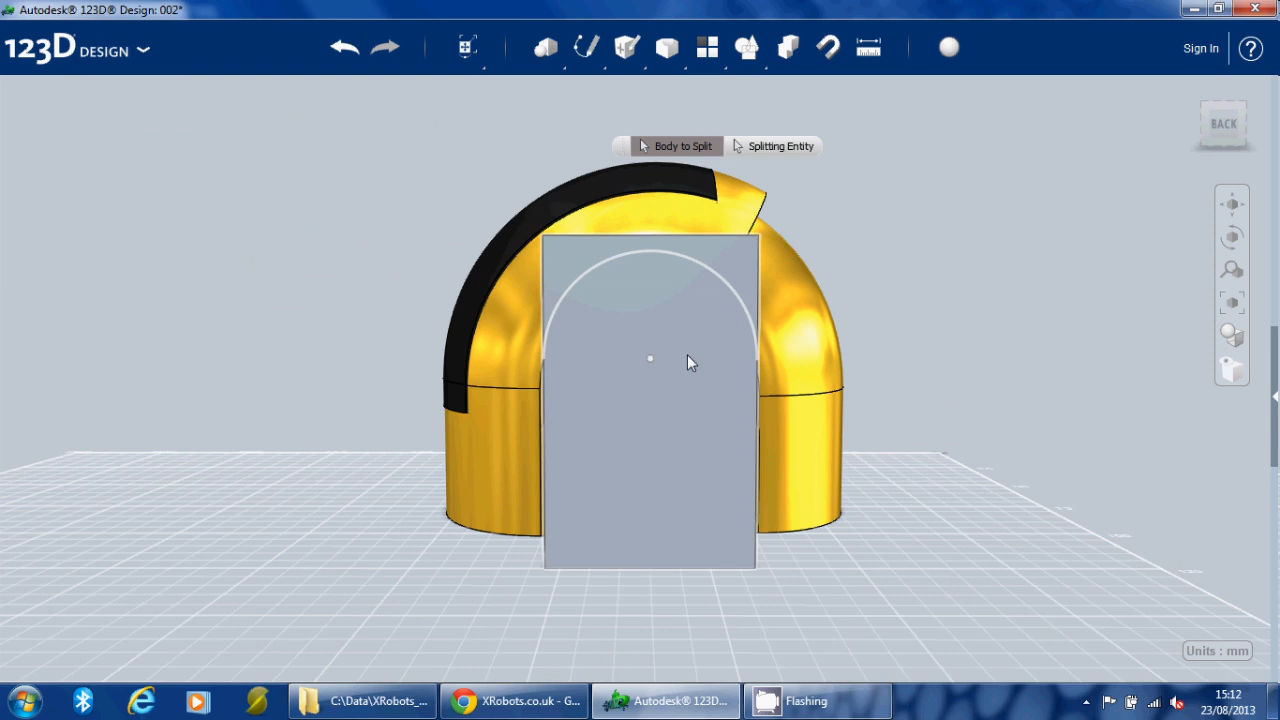 Autodesk® 123D® Design: 002*
123D DESIGN
Sign In
?
BACK
Body to Split
Splitting Entity
Units : mm
C:\Data\XRobots_...
XRobots.co.uk - G...
Autodesk® 123D...
Flashing
15:12
23/08/2013